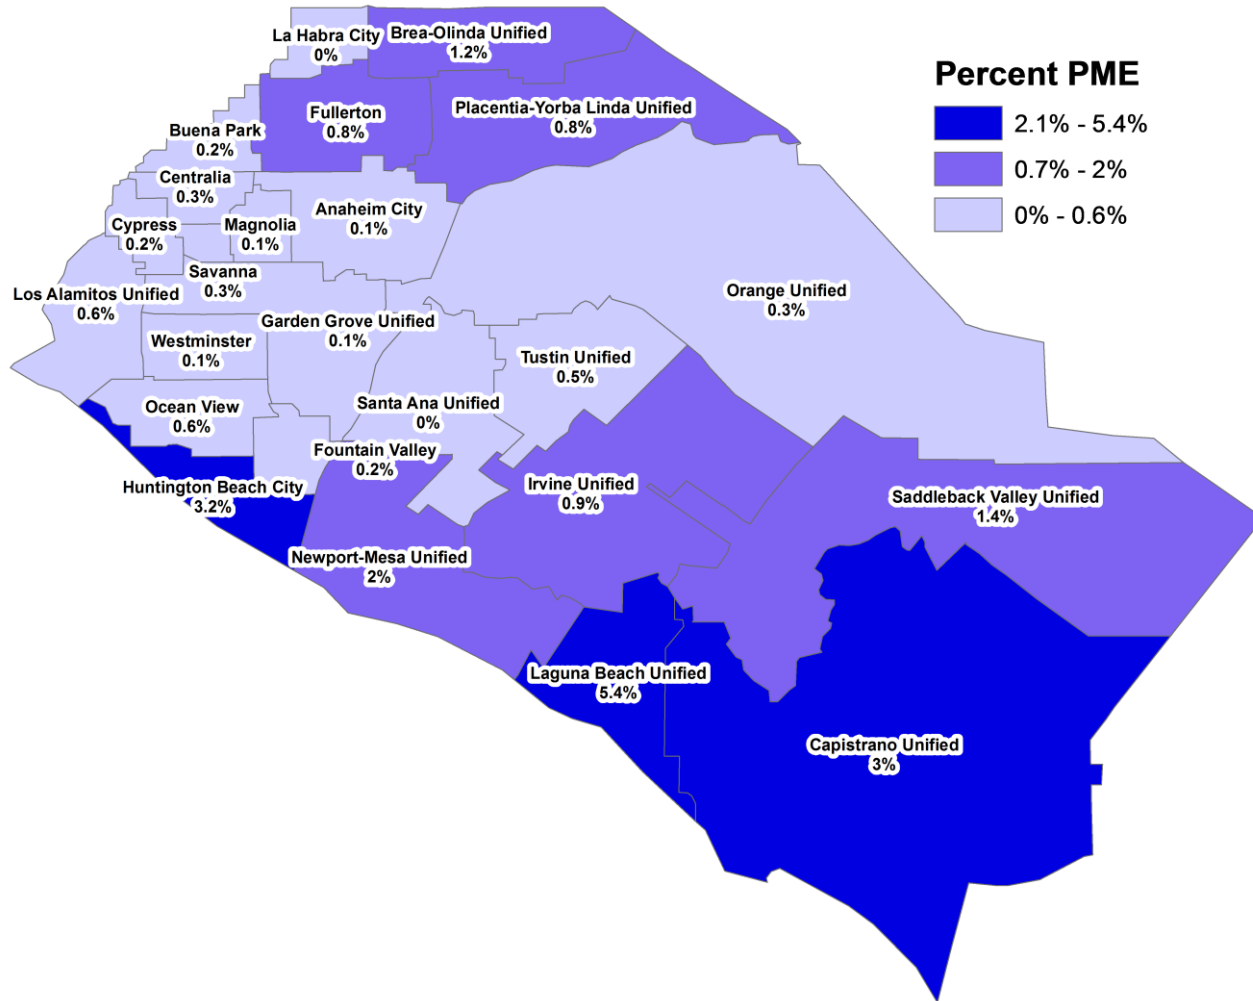 La Habra City
0%
Brea-Olinda Unified
1.2%
Percent PME
2.1% - 5.4%
0.7% - 2%
0% - 0.6%
Fullerton
0.8%
Placentia-Yorba Linda Unified
0.8%
Buena Park
0.2%
Centralia
0.3%
Anaheim City
0.1%
Cypress
0.2%
Magnolia
0.1%
Savanna
0.3%
Los Alamitos Unified
0.6%
Orange Unified
0.3%
Garden Grove Unified
0.1%
Westminster
0.1%
Tustin Unified
0.5%
Ocean View
0.6%
Santa Ana Unified
0%
Fountain Valley
0.2%
Huntington Beach City
3.2%
Irvine Unified
0.9%
Saddleback Valley Unified
1.4%
Newport-Mesa Unified
2%
Laguna Beach Unified
5.4%
Capistrano Unified
3%